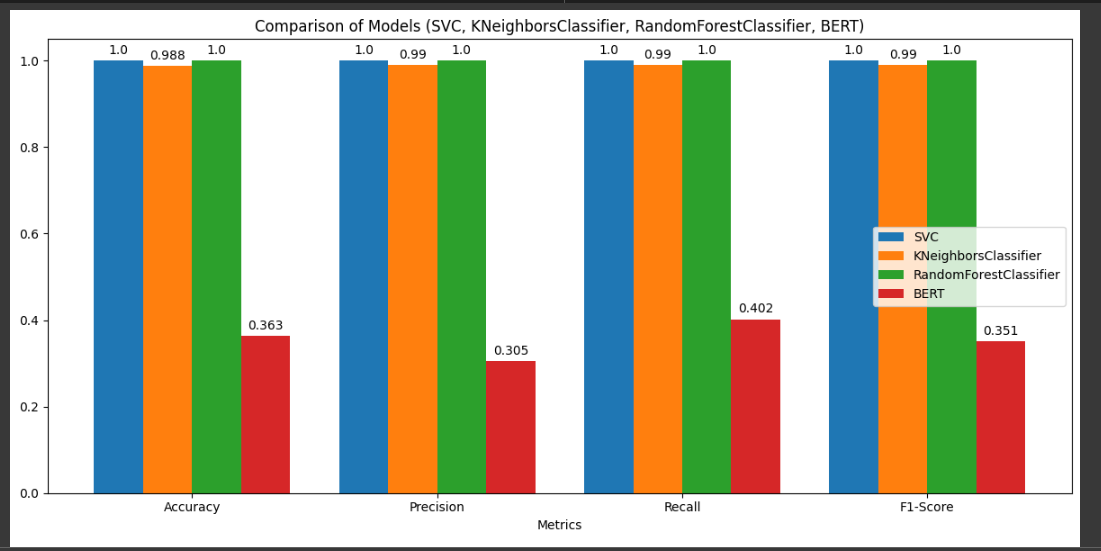 Comparison of Models (SVC, KNeighborsClassifier, RandomForestClassifier, BERT)
1.0 0.988 1.0 1.0 0.99 1.0 1.0 0.99 1.0 1.0 0.99 1.0
1.0
0.8
0.6
0.4
0.2
0.0
0.363
0.305
0.402
0.351
SVC
KNeighborsClassifier
RandomForestClassifier
BERT
Accuracy Precision Recall F1-Score
Metrics